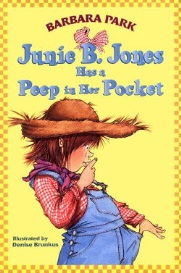 BARBARA PARK
Junie B. Jones
Has a
Peep in Her Pocket
Illustrated by
Denise Brunkus